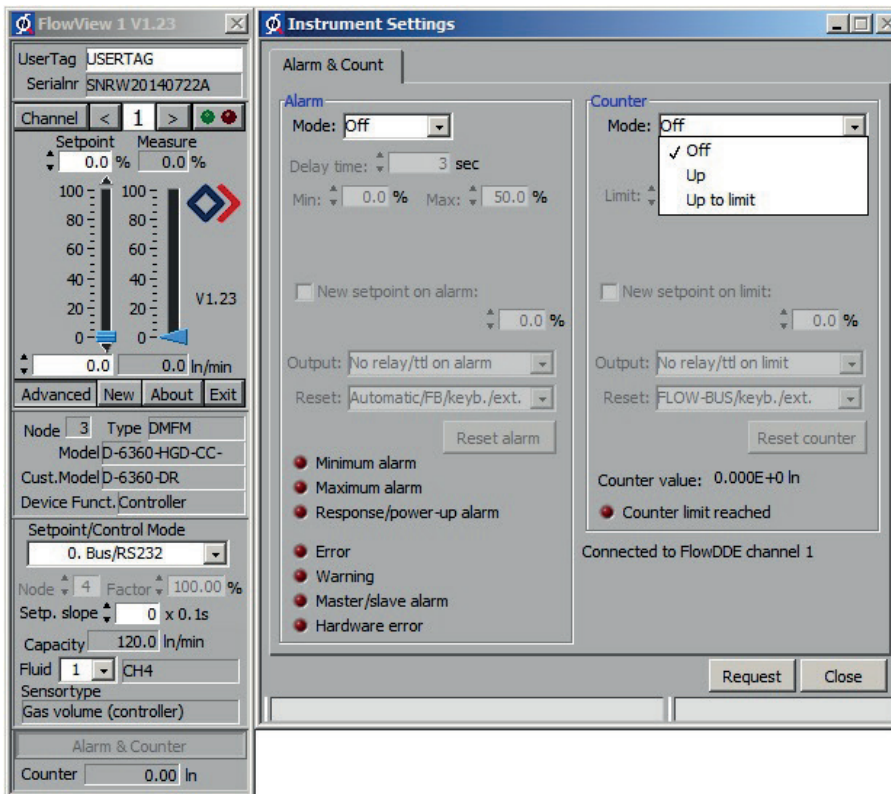 FlowView 1 V1.23
UserTag USERTAG
Serialnr SNRW20140722A
Channel < 1 >
Setpoint Measure
0.0 % 0.0 %
100 100
80 80
60 60
40 40
20 20
0 0
V1.23
0.0 0.0 ln/min
Advanced New About Exit
Node 3 Type DMFM
Model D-6360-HGD-CC-
Cust.Model D-6360-DR
Device Funct. Controller
Setpoint/Control Mode
0. Bus/RS232
Node 4 Factor 100.00 %
Setp. slope 0 x 0.1s
Capacity 120.0 ln/min
Fluid 1 CH4
Sensortype
Gas volume (controller)
Alarm & Counter
Counter 0.00 ln
Instrument Settings
Alarm & Count
Alarm
Mode: Off
Delay time: 3 sec
Min: 0.0 % Max: 50.0 %
New setpoint on alarm:
0.0 %
Output: No relay/ttl on alarm
Reset: Automatic/FB/keyb./ext.
Reset alarm
Minimum alarm
Maximum alarm
Response/power-up alarm
Error
Warning
Master/slave alarm
Hardware error
Counter
Mode: Off
✓ Off
Up
Up to limit
Limit:
New setpoint on limit:
0.0 %
Output: No relay/ttl on limit
Reset: FLOW-BUS/keyb./ext.
Reset counter
Counter value: 0.000E+0 ln
Counter limit reached
Connected to FlowDDE channel 1
Request Close